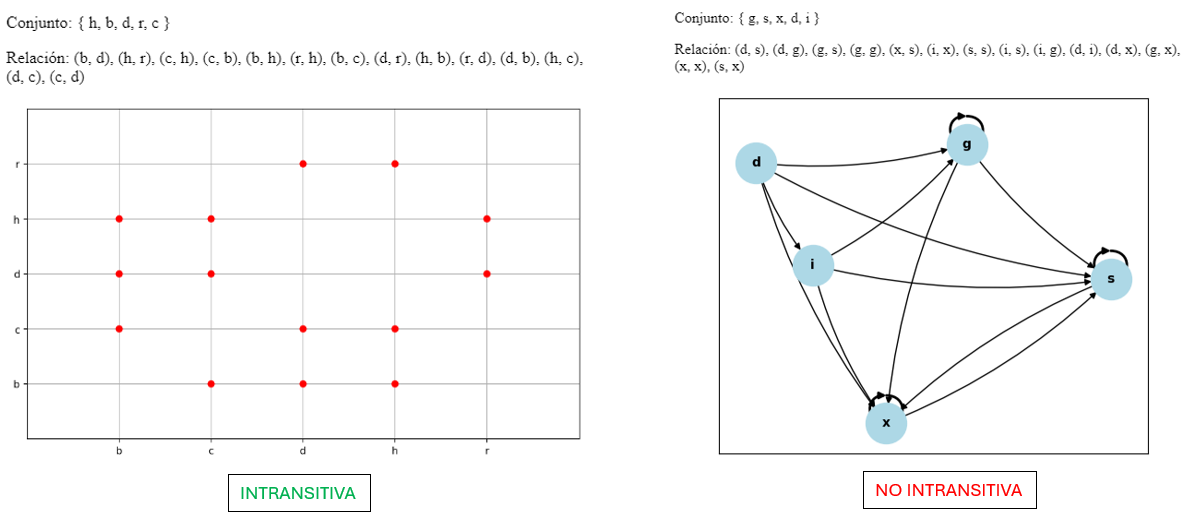 Conjunto: { h, b, d, r, c }
Relación: (b, d), (h, r), (c, h), (c, b), (b, h), (r, h), (b, c), (d, r), (h, b), (r, d), (d, b), (h, c),
(d, c), (c, d)
r
h
d
c
b
b c d h r
INTRANSITIVA
Conjunto: { g, s, x, d, i }
Relación: (d, s), (d, g), (g, s), (g, g), (x, s), (i, x), (s, s), (i, s), (i, g), (d, i), (d, x), (g, x),
(x, x), (s, x)
g
d
i
s
x
NO INTRANSITIVA